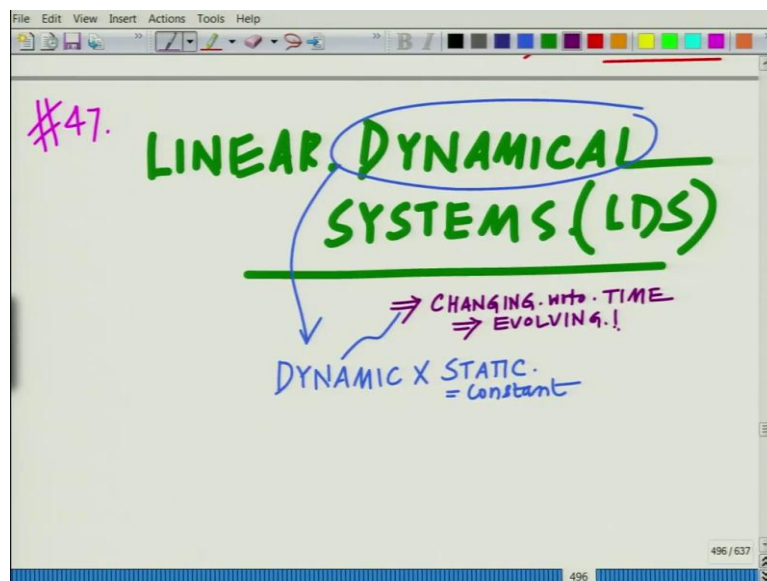 File Edit View Insert Actions Tools Help
B I
#47.
LINEAR DYNAMICAL
SYSTEMS (LDS)
⇒ CHANGING. wrto. TIME
⇒ EVOLVING.!
DYNAMIC X STATIC.
= constant
496/637
496